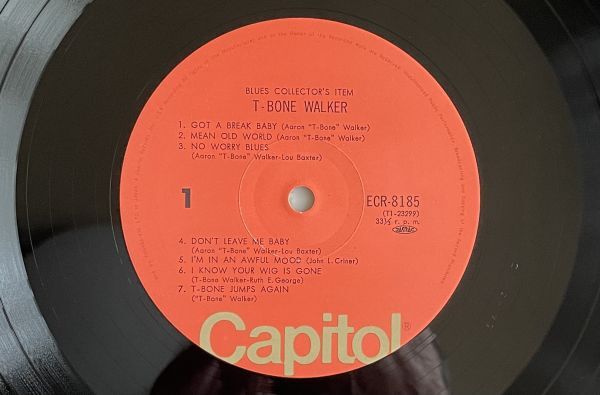 BLUES COLLECTOR'S ITEM
T-BONE WALKER
1. GOT A BREAK BABY (Aaron "T-Bone" Walker)
2. MEAN OLD WORLD (Aaron "T-Bone" Walker)
3. NO WORRY BLUES
(Aaron "T-Bone" Walker-Lou Baxter)
1
ECR-8185
(T1-23299)
33⅓ r. p. m.
4. DON'T LEAVE ME BABY
(Aaron "T-Bone" Walker-Lou Baxter)
5. I'M IN AN AWFUL MOOD (John L. Criner)
6. I KNOW YOUR WIG IS GONE
(T-Bone Walker-Ruth E. George)
7. T-BONE JUMPS AGAIN
("T-Bone" Walker)
Capitol®